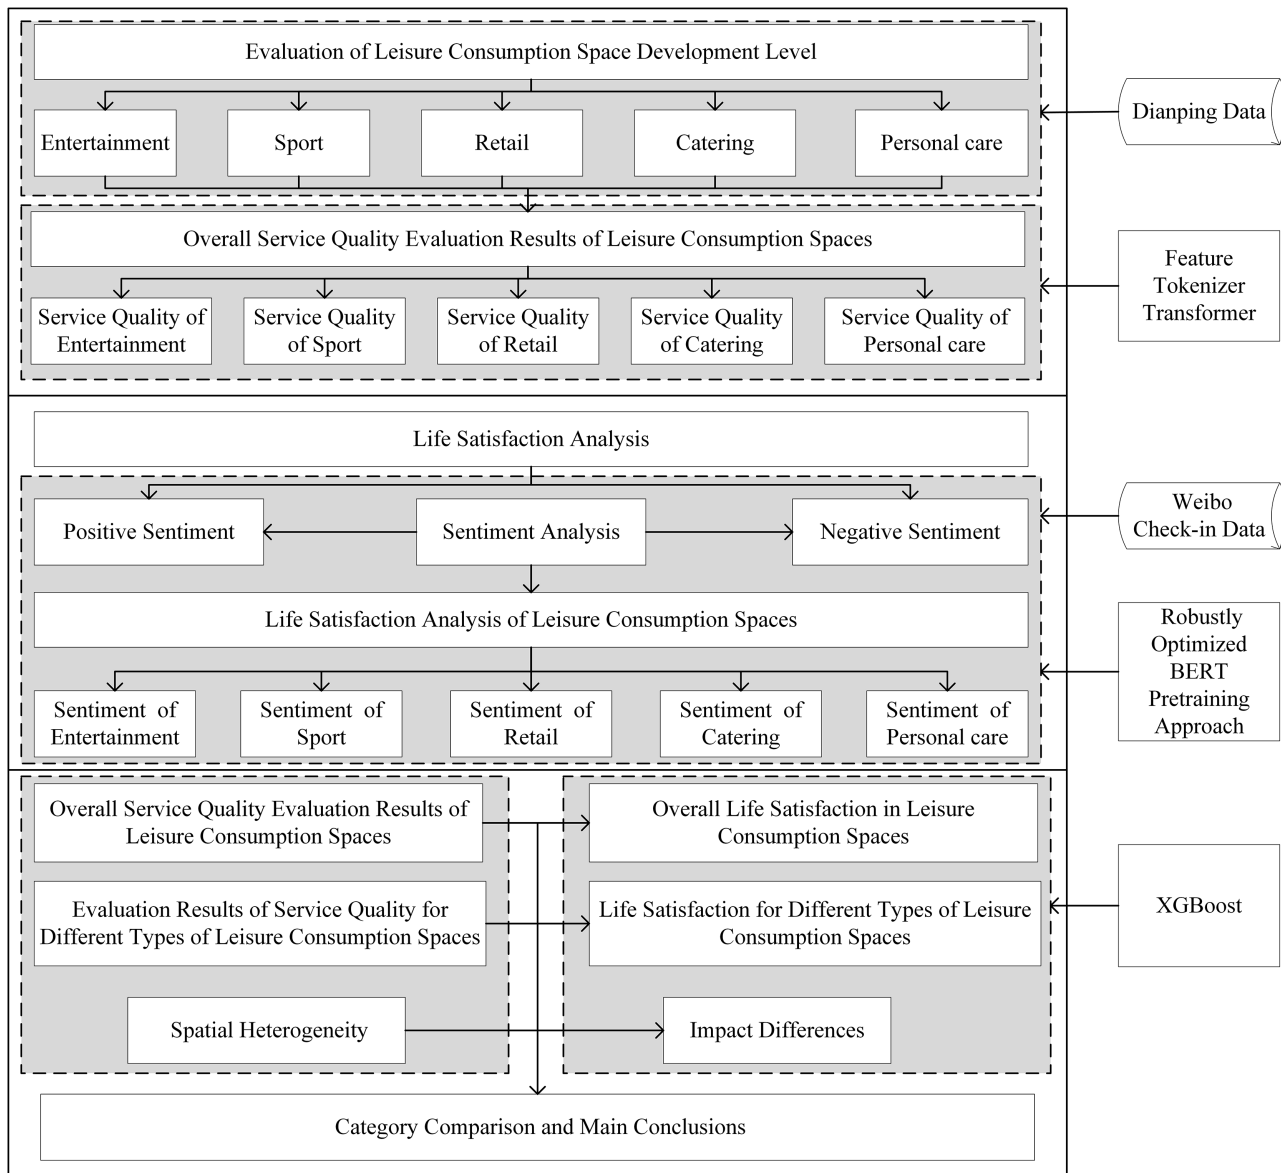 Evaluation of Leisure Consumption Space Development Level
Entertainment
Sport
Retail
Catering
Personal care
Dianping Data
Overall Service Quality Evaluation Results of Leisure Consumption Spaces
Service Quality of
Entertainment
Service Quality
of Sport
Service Quality
of Retail
Service Quality
of Catering
Service Quality of
Personal care
Feature
Tokenizer
Transformer
Life Satisfaction Analysis
Positive Sentiment
Sentiment Analysis
Negative Sentiment
Weibo
Check-in Data
Life Satisfaction Analysis of Leisure Consumption Spaces
Sentiment of
Entertainment
Sentiment of
Sport
Sentiment of
Retail
Sentiment of
Catering
Sentiment of
Personal care
Robustly
Optimized
BERT
Pretraining
Approach
Overall Service Quality Evaluation Results of
Leisure Consumption Spaces
Overall Life Satisfaction in Leisure
Consumption Spaces
Evaluation Results of Service Quality for
Different Types of Leisure Consumption Spaces
Life Satisfaction for Different Types of Leisure
Consumption Spaces
XGBoost
Spatial Heterogeneity
Impact Differences
Category Comparison and Main Conclusions